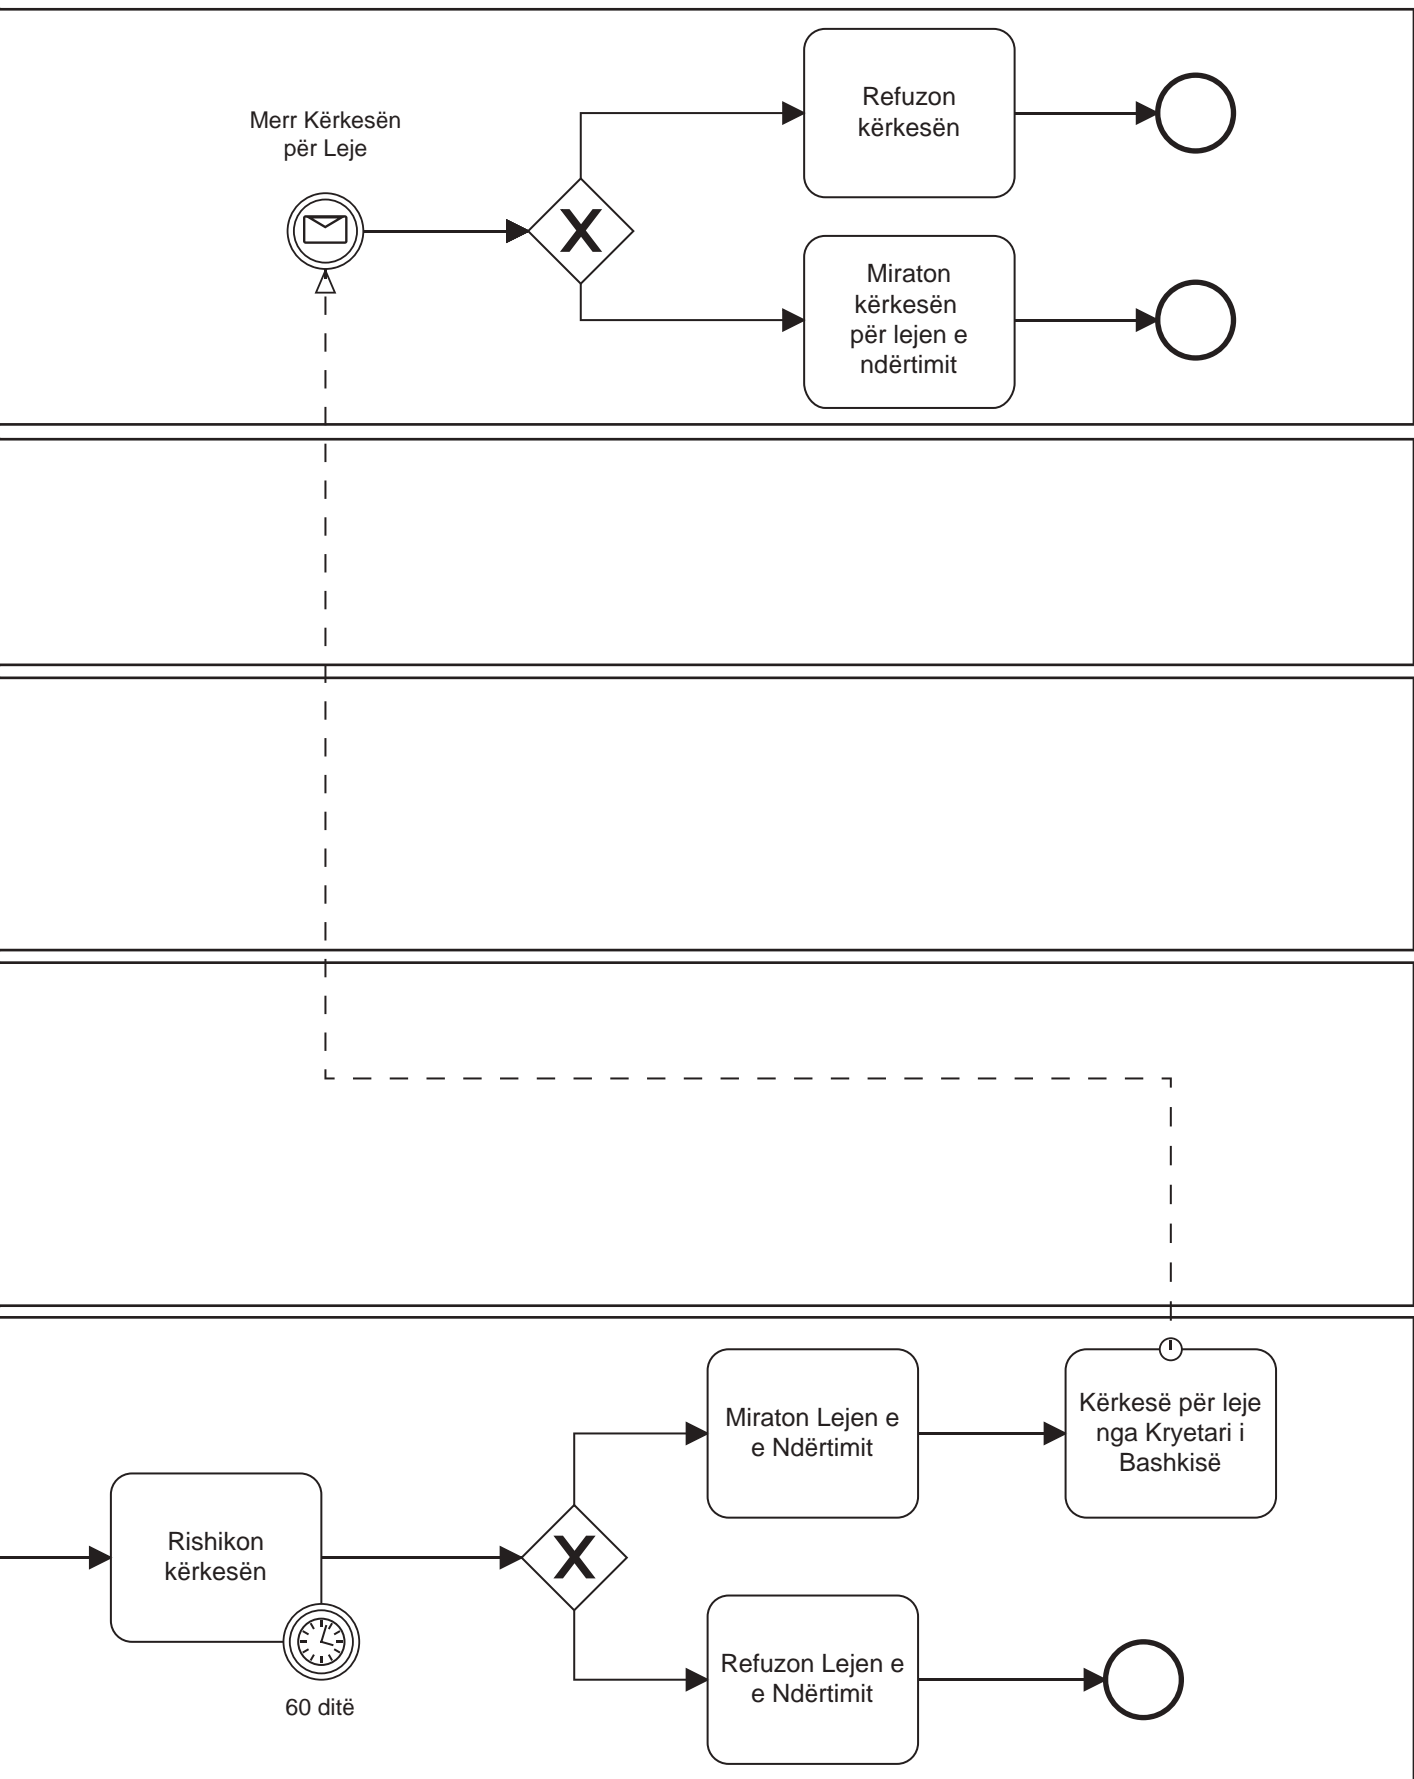 Merr Kërkesën
për Leje
Refuzon
kërkesën
X
Miraton
kërkesën
për lejen e
ndërtimit
Miraton Lejen e
e Ndërtimit
Kërkesë për leje
nga Kryetari i
Bashkisë
Rishikon
kërkesën
X
60 ditë
Refuzon Lejen e
e Ndërtimit